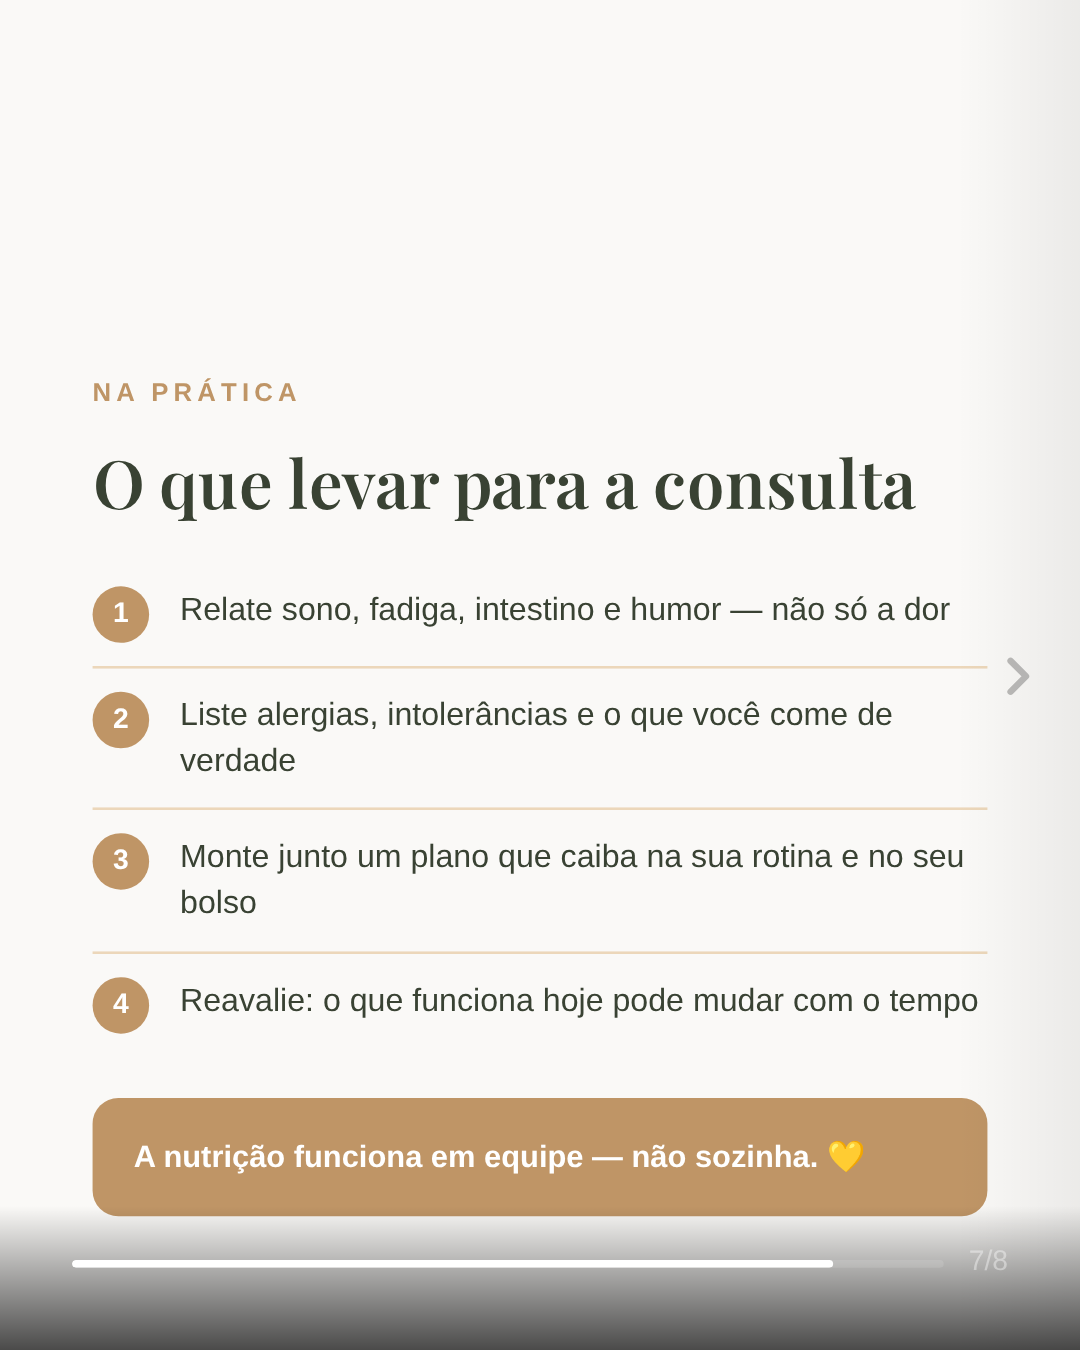 NA PRÁTICA
O que levar para a consulta
1 Relate sono, fadiga, intestino e humor — não só a dor
2 Liste alergias, intolerâncias e o que você come de
verdade
3 Monte junto um plano que caiba na sua rotina e no seu
bolso
4 Reavalie: o que funciona hoje pode mudar com o tempo
A nutrição funciona em equipe — não sozinha. 💛
7/8